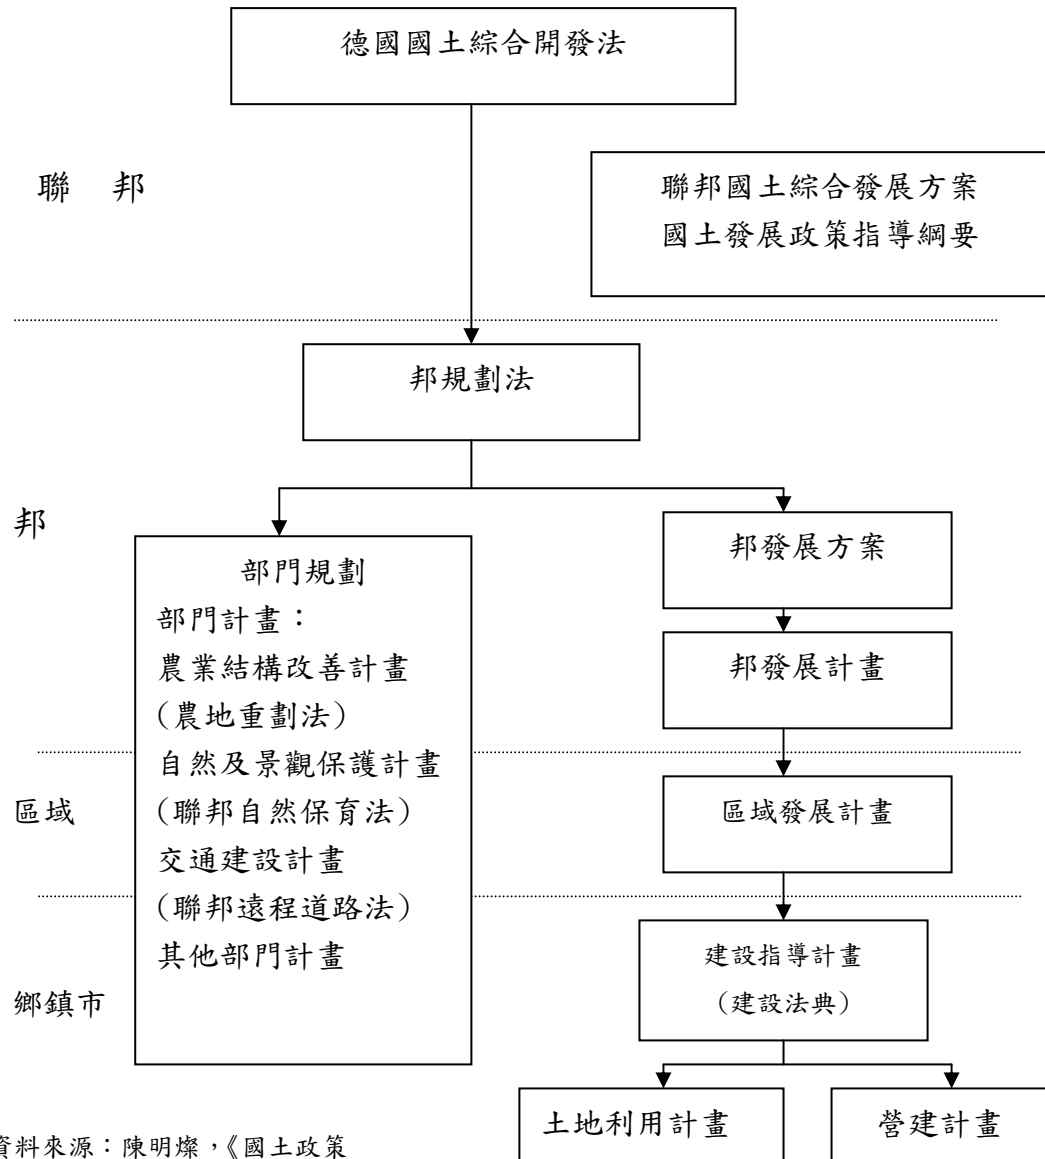 德國國土綜合開發法
聯 邦
聯邦國土綜合發展方案
國土發展政策指導綱要
邦規劃法
邦
部門規劃
部門計畫：
農業結構改善計畫
(農地重劃法)
自然及景觀保護計畫
(聯邦自然保育法)
交通建設計畫
(聯邦遠程道路法)
其他部門計畫
邦發展方案
邦發展計畫
區域
區域發展計畫
鄉鎮市
建設指導計畫
(建設法典)
土地利用計畫
營建計畫
資料來源：陳明燦，《國土政策